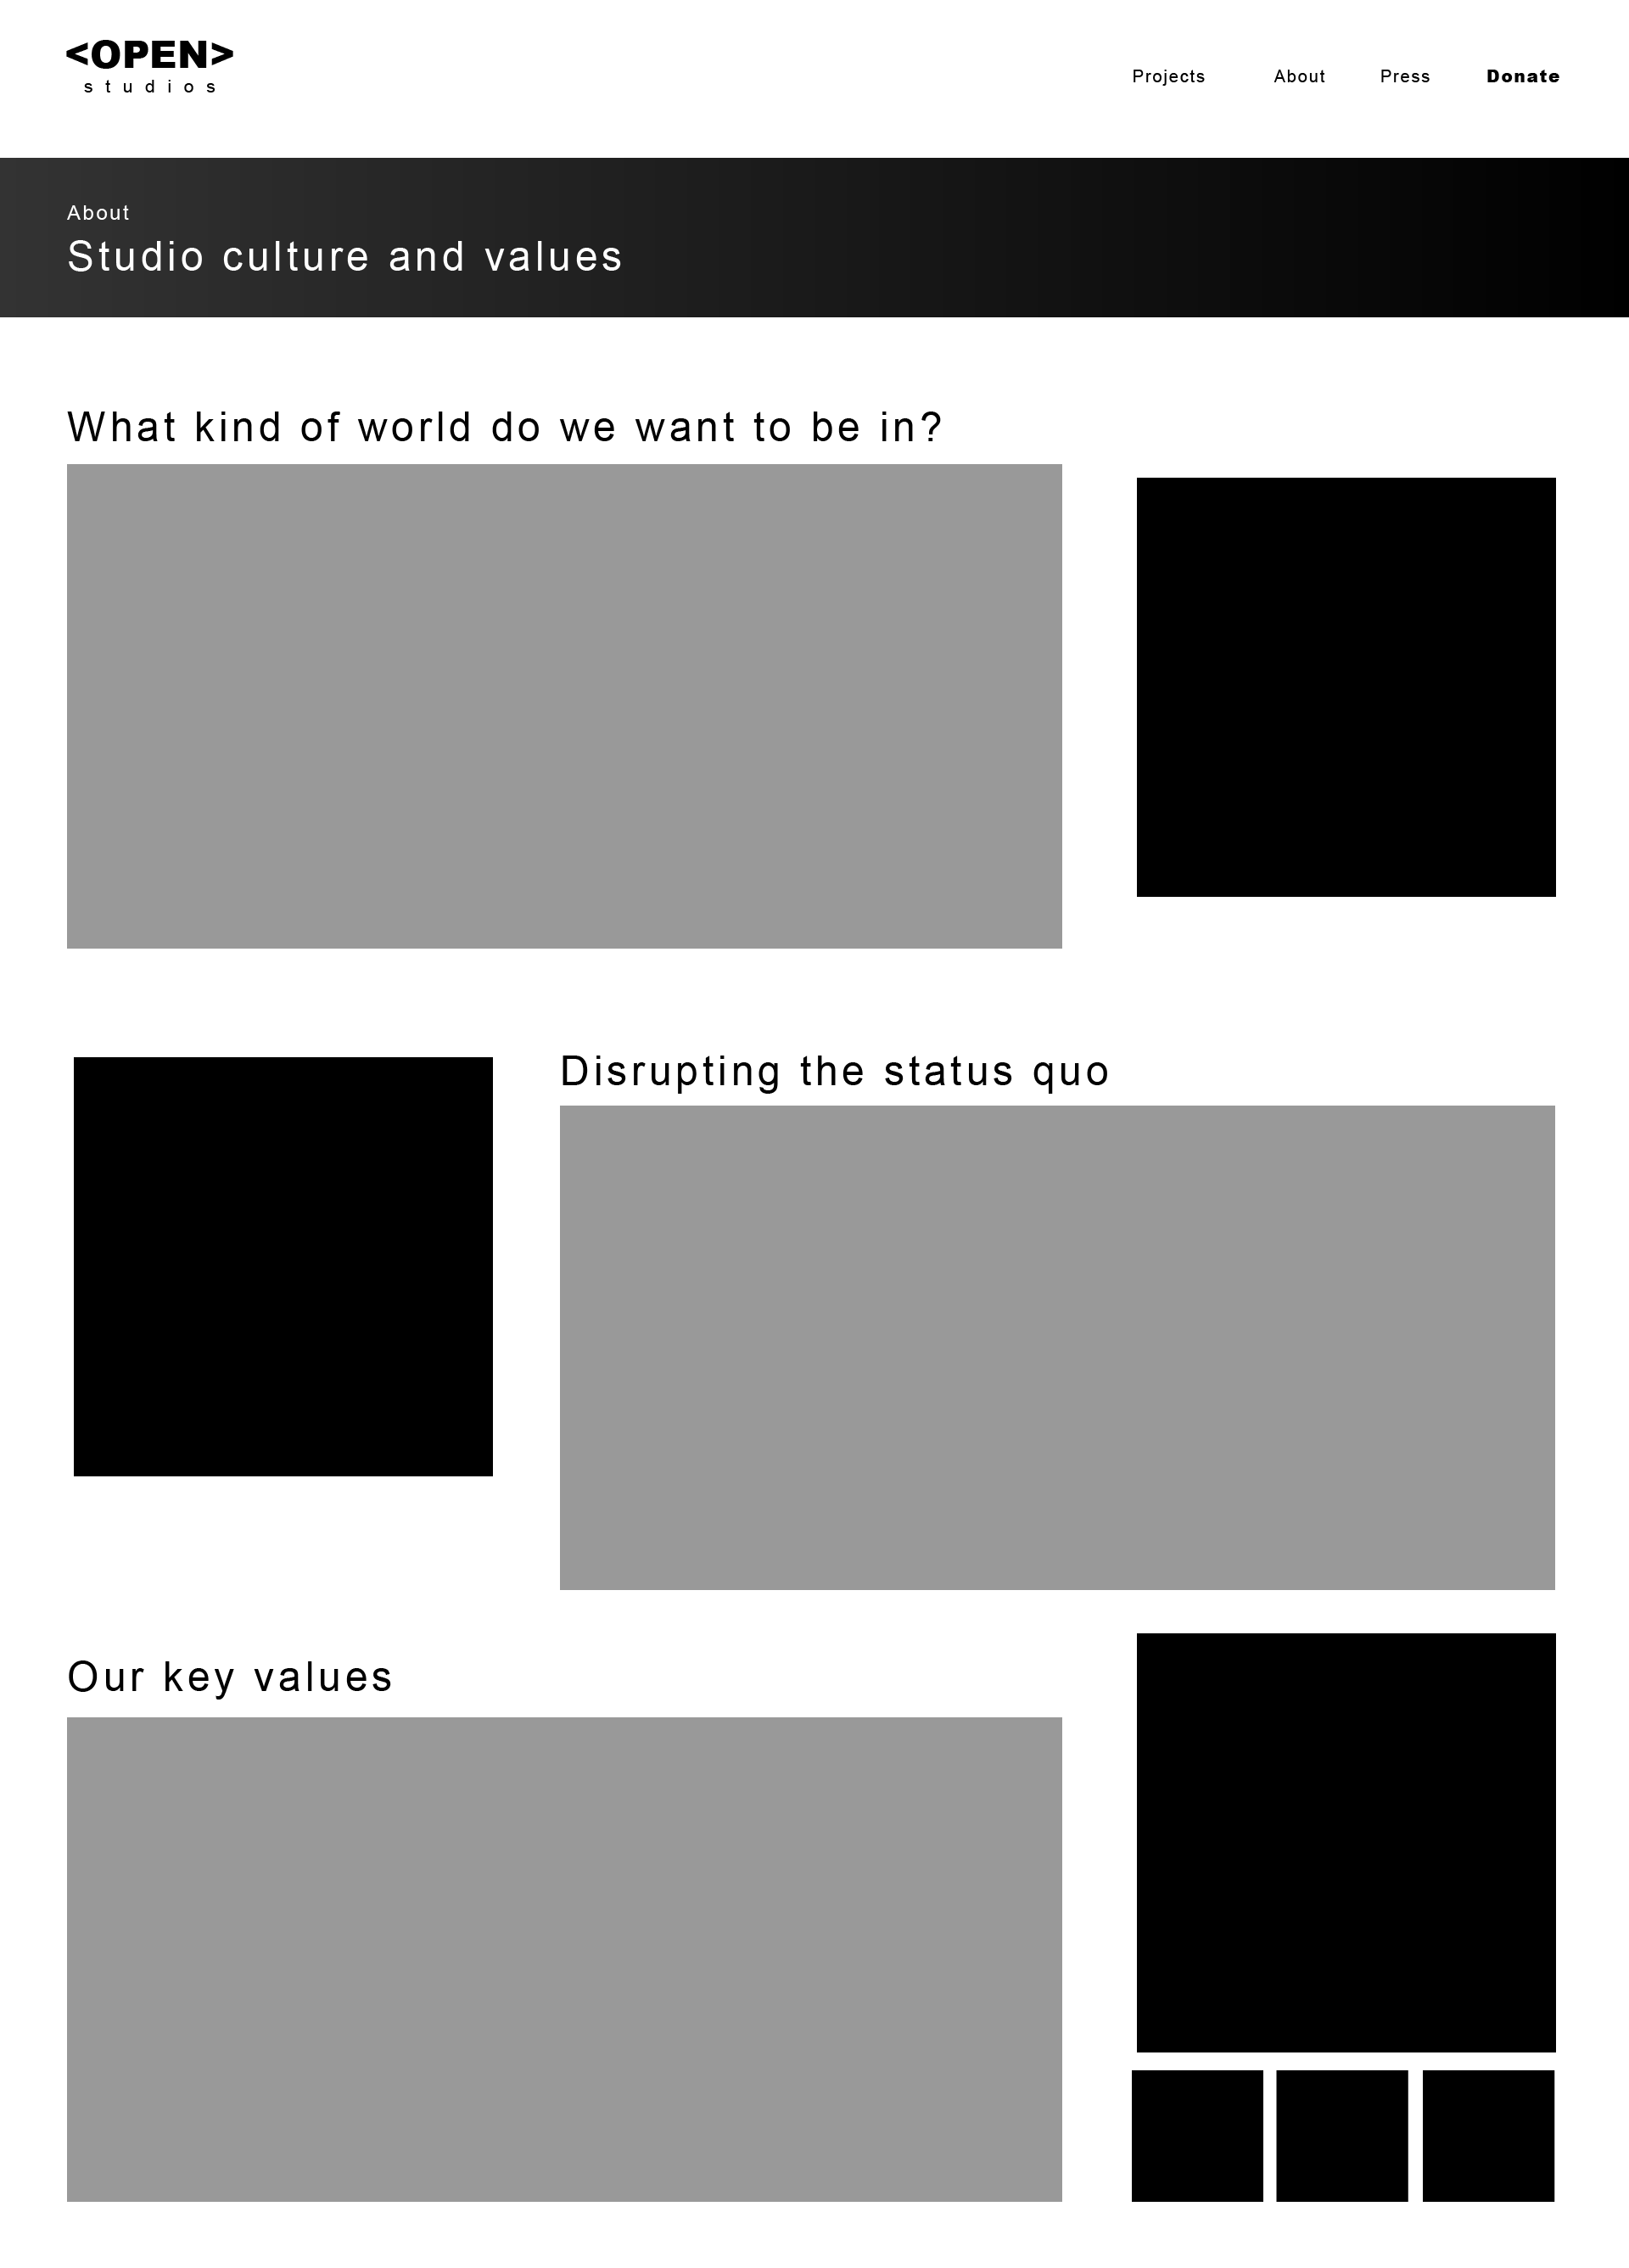 <OPEN>
studios
Projects About Press Donate
About
Studio culture and values
What kind of world do we want to be in?
Disrupting the status quo
Our key values